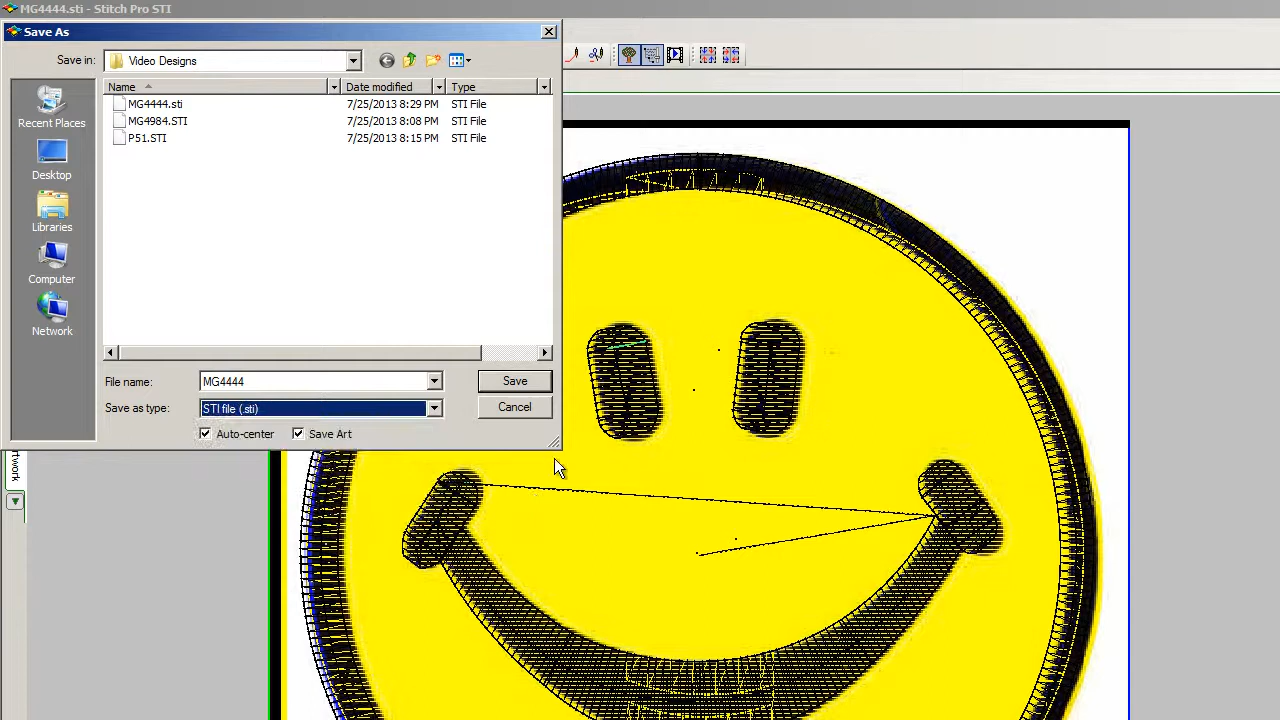 MG4444.sti - Stitch Pro STI
Save As
Save in: Video Designs
Name Date modified Type
MG4444.sti 7/25/2013 8:29 PM STI File
MG4984.STI 7/25/2013 8:08 PM STI File
P51.STI 7/25/2013 8:15 PM STI File
Recent Places
Desktop
Libraries
Computer
Network
File name: MG4444 Save
Save as type: STI file (.sti) Cancel
Auto-center Save Art